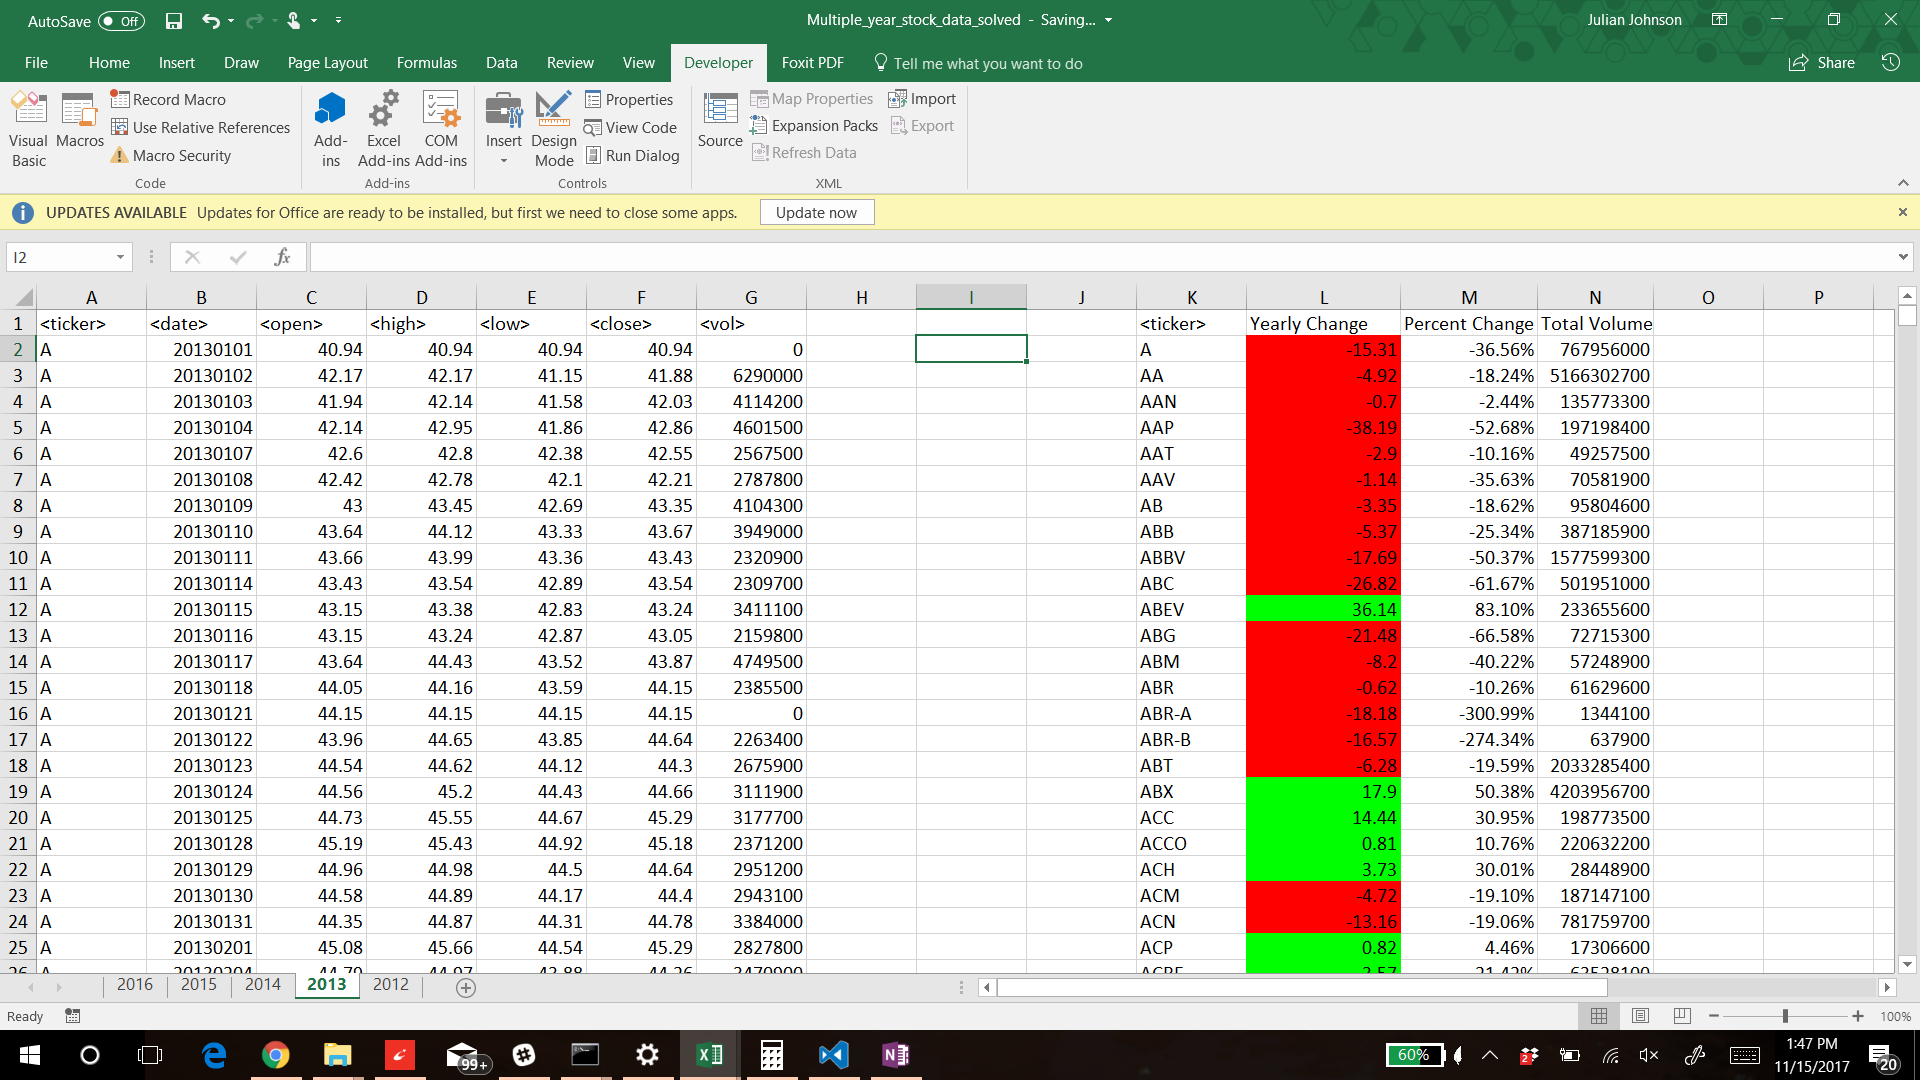 AutoSave Off
Multiple_year_stock_data_solved - Saving...
Julian Johnson
File Home Insert Draw Page Layout Formulas Data Review View Developer Foxit PDF Tell me what you want to do Share
Visual Basic
Macros
Record Macro
Use Relative References
Macro Security
Code
Add-ins
Excel Add-ins
COM Add-ins
Add-ins
Insert
Design Mode
Properties
View Code
Run Dialog
Controls
Source
Map Properties
Expansion Packs
Refresh Data
Import
Export
XML
UPDATES AVAILABLE Updates for Office are ready to be installed, but first we need to close some apps. Update now
I2 fx
A B C D E F G H I J K L M N O P
1 <ticker> <date> <open> <high> <low> <close> <vol> <ticker> Yearly Change Percent Change Total Volume
2 A 20130101 40.94 40.94 40.94 40.94 0 A -15.31 -36.56% 767956000
3 A 20130102 42.17 42.17 41.15 41.88 6290000 AA -4.92 -18.24% 5166302700
4 A 20130103 41.94 42.14 41.58 42.03 4114200 AAN -0.7 -2.44% 135773300
5 A 20130104 42.14 42.95 41.86 42.86 4601500 AAP -38.19 -52.68% 197198400
6 A 20130107 42.6 42.8 42.38 42.55 2567500 AAT -2.9 -10.16% 49257500
7 A 20130108 42.42 42.78 42.1 42.21 2787800 AAV -1.14 -35.63% 70581900
8 A 20130109 43 43.45 42.69 43.35 4104300 AB -3.35 -18.62% 95804600
9 A 20130110 43.64 44.12 43.33 43.67 3949000 ABB -5.37 -25.34% 387185900
10 A 20130111 43.66 43.99 43.36 43.43 2320900 ABBV -17.69 -50.37% 1577599300
11 A 20130114 43.43 43.54 42.89 43.54 2309700 ABC -26.82 -61.67% 501951000
12 A 20130115 43.15 43.38 42.83 43.24 3411100 ABEV 36.14 83.10% 233655600
13 A 20130116 43.15 43.24 42.87 43.05 2159800 ABG -21.48 -66.58% 72715300
14 A 20130117 43.64 44.43 43.52 43.87 4749500 ABM -8.2 -40.22% 57248900
15 A 20130118 44.05 44.16 43.59 44.15 2385500 ABR -0.62 -10.26% 61629600
16 A 20130121 44.15 44.15 44.15 44.15 0 ABR-A -18.18 -300.99% 1344100
17 A 20130122 43.96 44.65 43.85 44.64 2263400 ABR-B -16.57 -274.34% 637900
18 A 20130123 44.54 44.62 44.12 44.3 2675900 ABT -6.28 -19.59% 2033285400
19 A 20130124 44.56 45.2 44.43 44.66 3111900 ABX 17.9 50.38% 4203956700
20 A 20130125 44.73 45.55 44.67 45.29 3177700 ACC 14.44 30.95% 198773500
21 A 20130128 45.19 45.43 44.92 45.18 2371200 ACCO 0.81 10.76% 220632200
22 A 20130129 44.96 44.98 44.5 44.64 2951200 ACH 3.73 30.01% 28448900
23 A 20130130 44.58 44.89 44.17 44.4 2943100 ACM -4.72 -19.10% 187147100
24 A 20130131 44.35 44.87 44.31 44.78 3384000 ACN -13.16 -19.06% 781759700
25 A 20130201 45.08 45.66 44.54 45.29 2827800 ACP 0.82 4.46% 17306600
2016 2015 2014 2013 2012
Ready 100%
99+ 60% 2 1:47 PM
11/15/2017 20